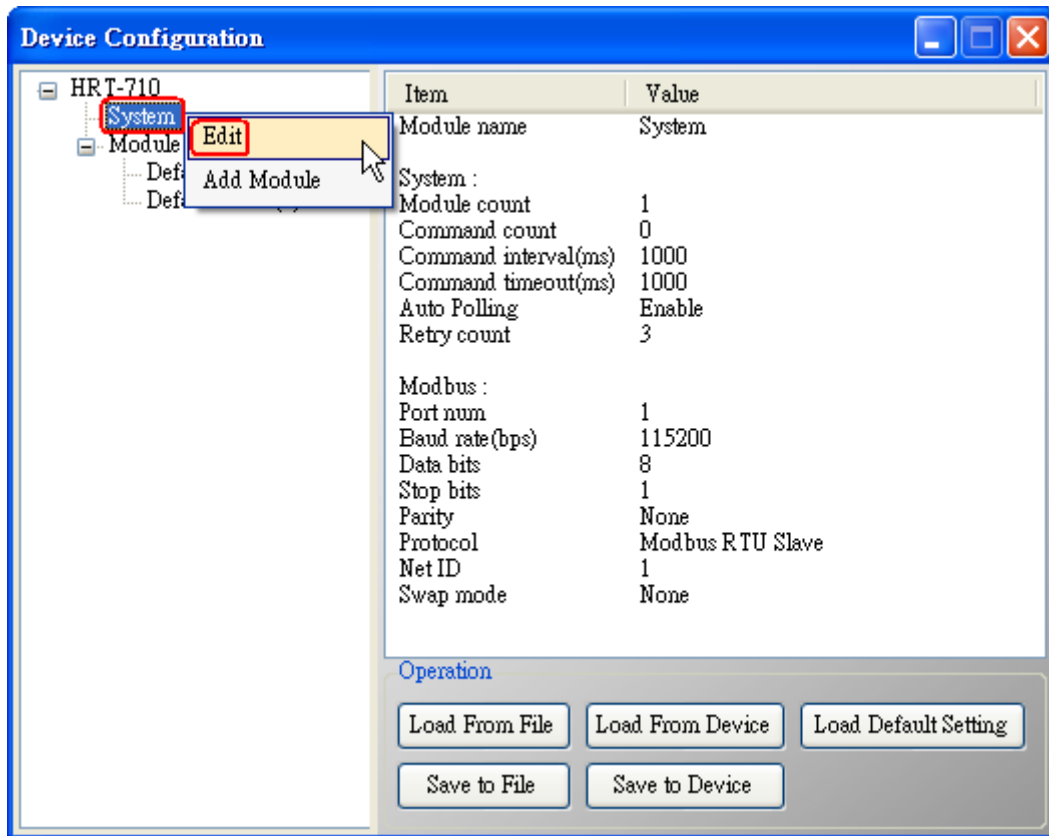 Device Configuration
HRT-710
System
Module
Edit
Add Module
Item Value
Module name System
System :
Module count 1
Command count 0
Command interval(ms) 1000
Command timeout(ms) 1000
Auto Polling Enable
Retry count 3
Modbus :
Port num 1
Baud rate(bps) 115200
Data bits 8
Stop bits 1
Parity None
Protocol Modbus RTU Slave
Net ID 1
Swap mode None
Operation
Load From File Load From Device Load Default Setting
Save to File Save to Device